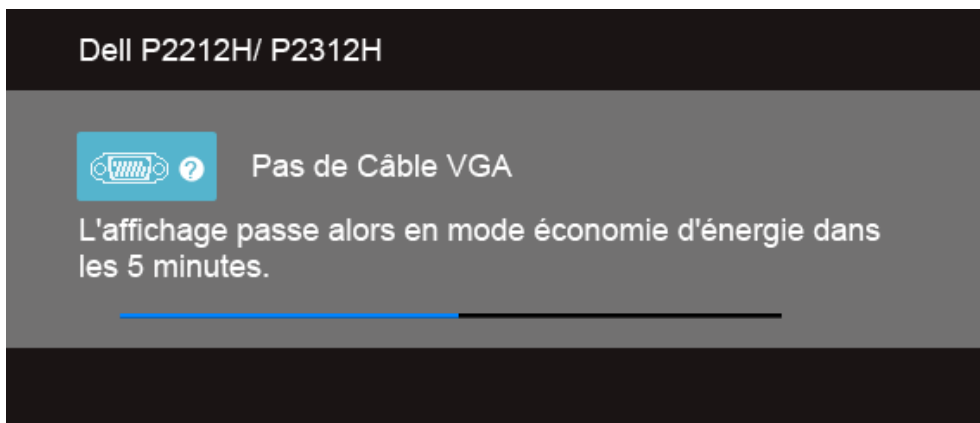 Dell P2212H/ P2312H
Pas de Câble VGA
L'affichage passe alors en mode économie d'énergie dans
les 5 minutes.